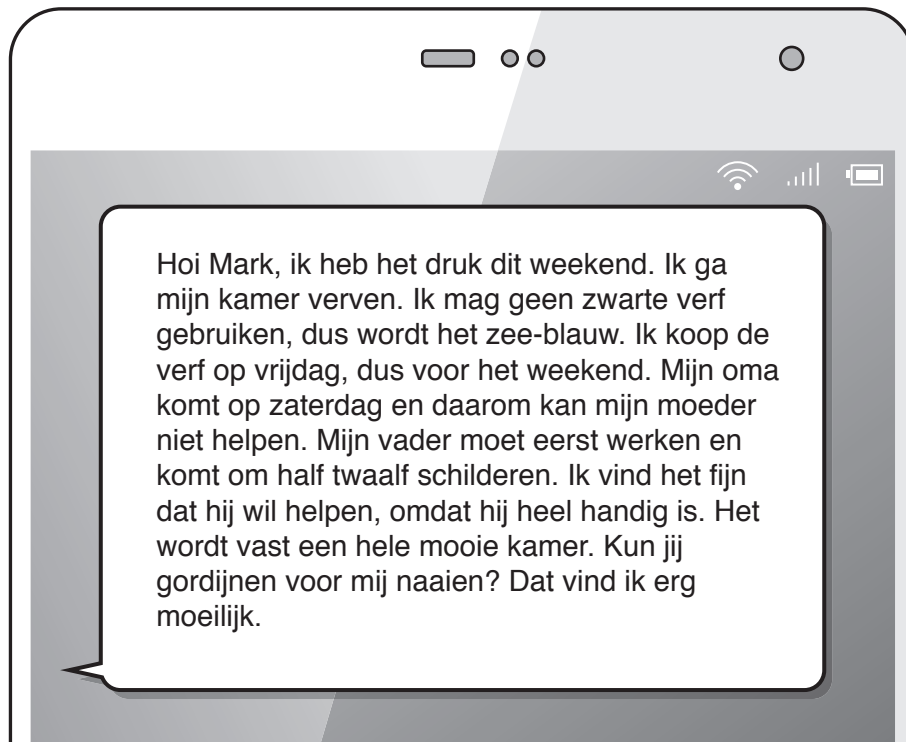 Hoi Mark, ik heb het druk dit weekend. Ik ga
mijn kamer verven. Ik mag geen zwarte verf
gebruiken, dus wordt het zee-blauw. Ik koop de
verf op vrijdag, dus voor het weekend. Mijn oma
komt op zaterdag en daarom kan mijn moeder
niet helpen. Mijn vader moet eerst werken en
komt om half twaalf schilderen. Ik vind het fijn
dat hij wil helpen, omdat hij heel handig is. Het
wordt vast een hele mooie kamer. Kun jij
gordijnen voor mij naaien? Dat vind ik erg
moeilijk.